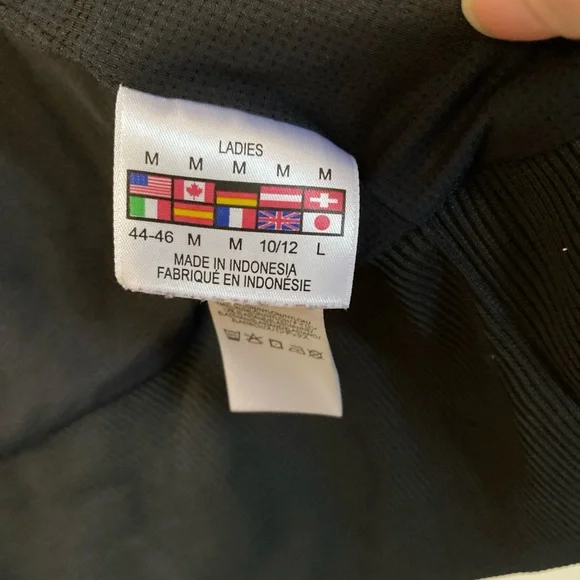 LADIES
M M M M M
44-46 M M 10/12 L
MADE IN INDONESIA
FABRIQUÉ EN INDONÉSIE